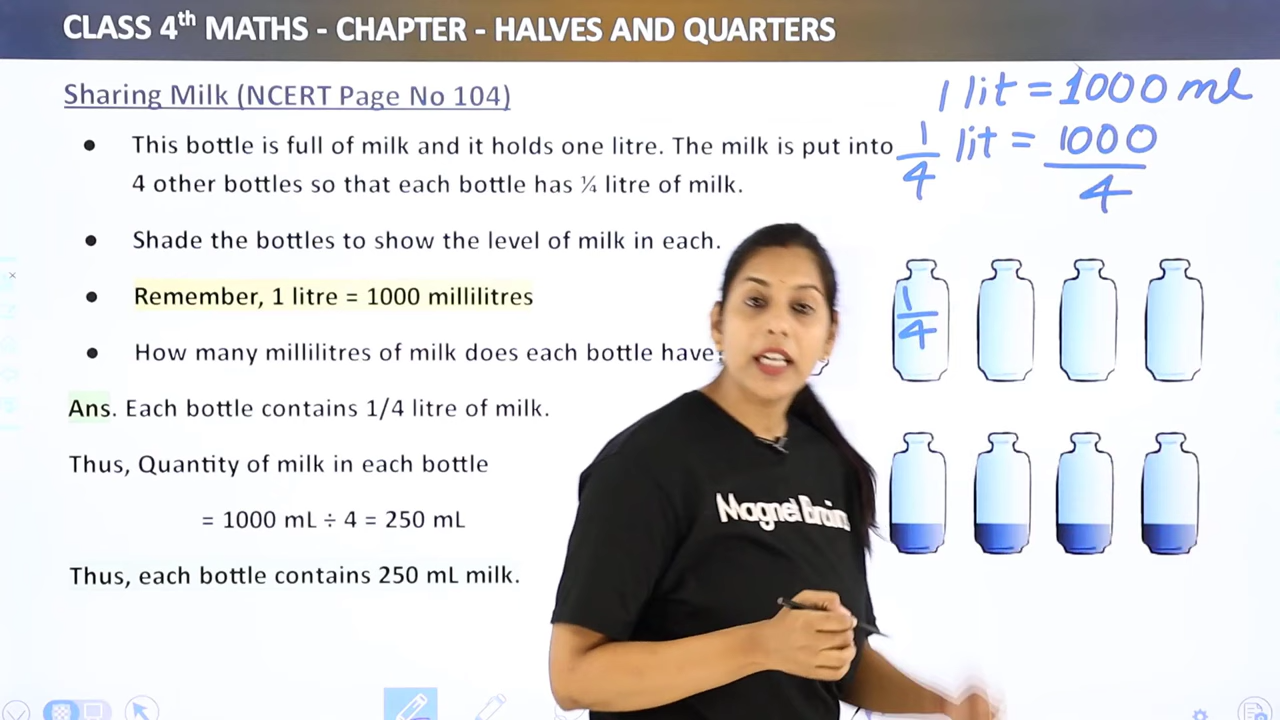 CLASS 4th MATHS - CHAPTER - HALVES AND QUARTERS
Sharing Milk (NCERT Page No 104)
• This bottle is full of milk and it holds one litre. The milk is put into
4 other bottles so that each bottle has ¼ litre of milk.
• Shade the bottles to show the level of milk in each.
• Remember, 1 litre = 1000 millilitres
• How many millilitres of milk does each bottle have
Ans. Each bottle contains 1/4 litre of milk.
Thus, Quantity of milk in each bottle
= 1000 mL ÷ 4 = 250 mL
Thus, each bottle contains 250 mL milk.
1 lit = 1000 ml
1/4 lit = 1000/4
1/4
Magnet Brain